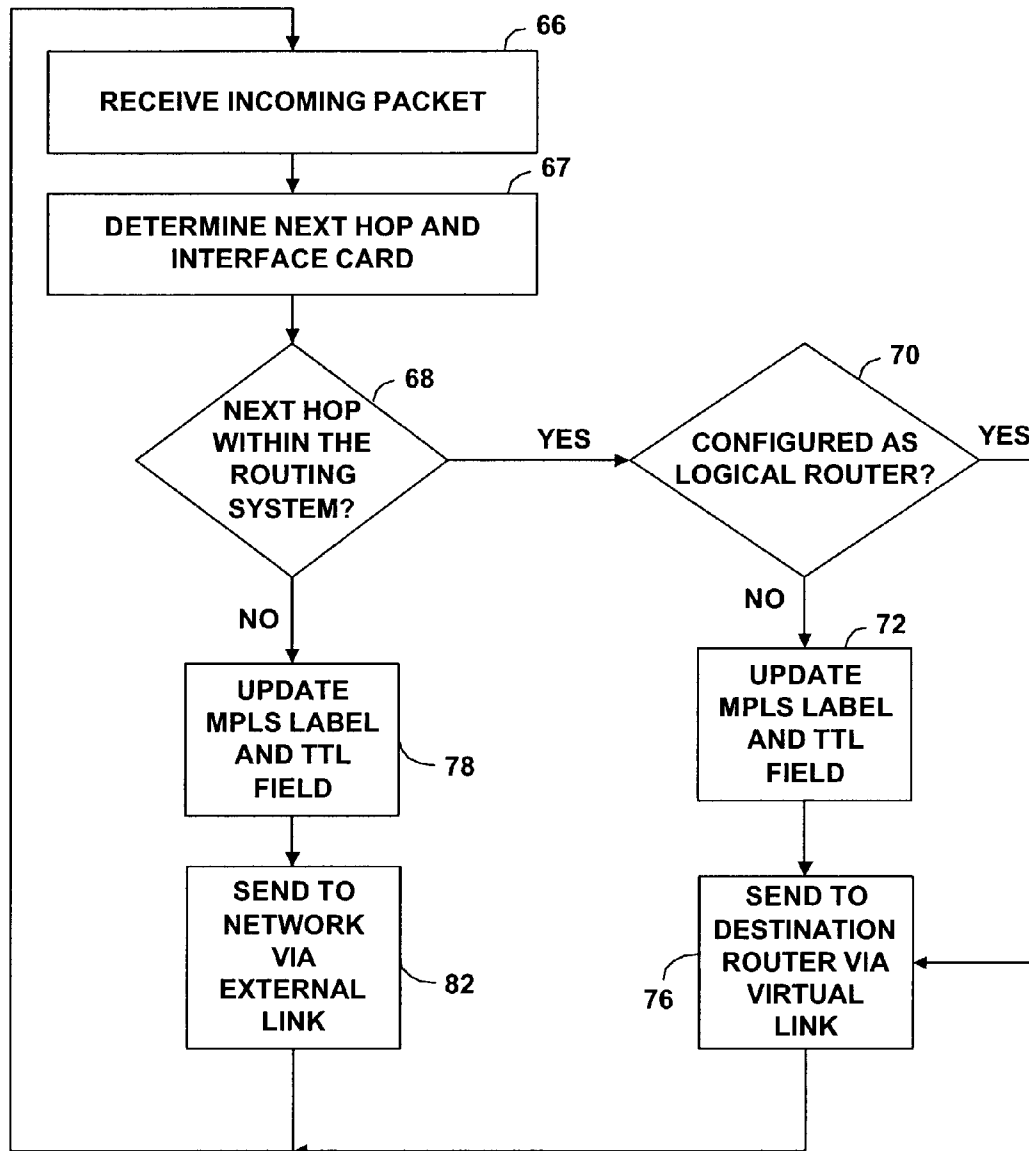 66
RECEIVE INCOMING PACKET
67
DETERMINE NEXT HOP AND
INTERFACE CARD
68
NEXT HOP
WITHIN THE
ROUTING
SYSTEM?
YES
70
CONFIGURED AS
LOGICAL ROUTER?
YES
NO
NO
78
UPDATE
MPLS LABEL
AND TTL
FIELD
72
UPDATE
MPLS LABEL
AND TTL
FIELD
SEND TO
NETWORK
VIA
EXTERNAL
LINK
82
SEND TO
DESTINATION
ROUTER VIA
VIRTUAL
LINK
76